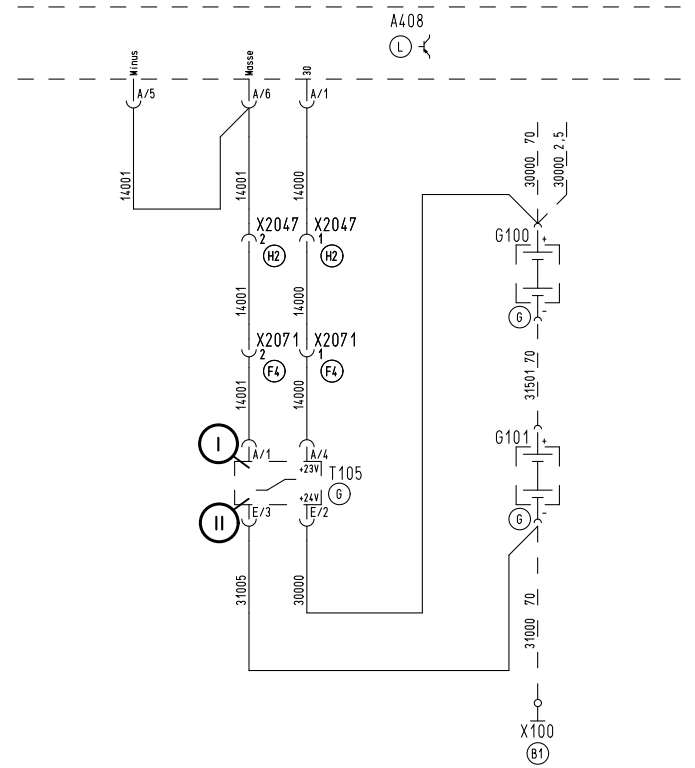 A408
L
Minus
Masse
30
A/5
A/6
A/1
14001
14001
14000
30000 70
30000 2,5
X2047
2
H2
X2047
1
H2
G100
+
-
G
14001
14000
X2071
2
F4
X2071
1
F4
31501 70
14001
14000
G101
+
-
G
I
A/1
A/4
+23V
T105
G
+24V
II
E/3
E/2
31005
30000
31000 70
X100
B1